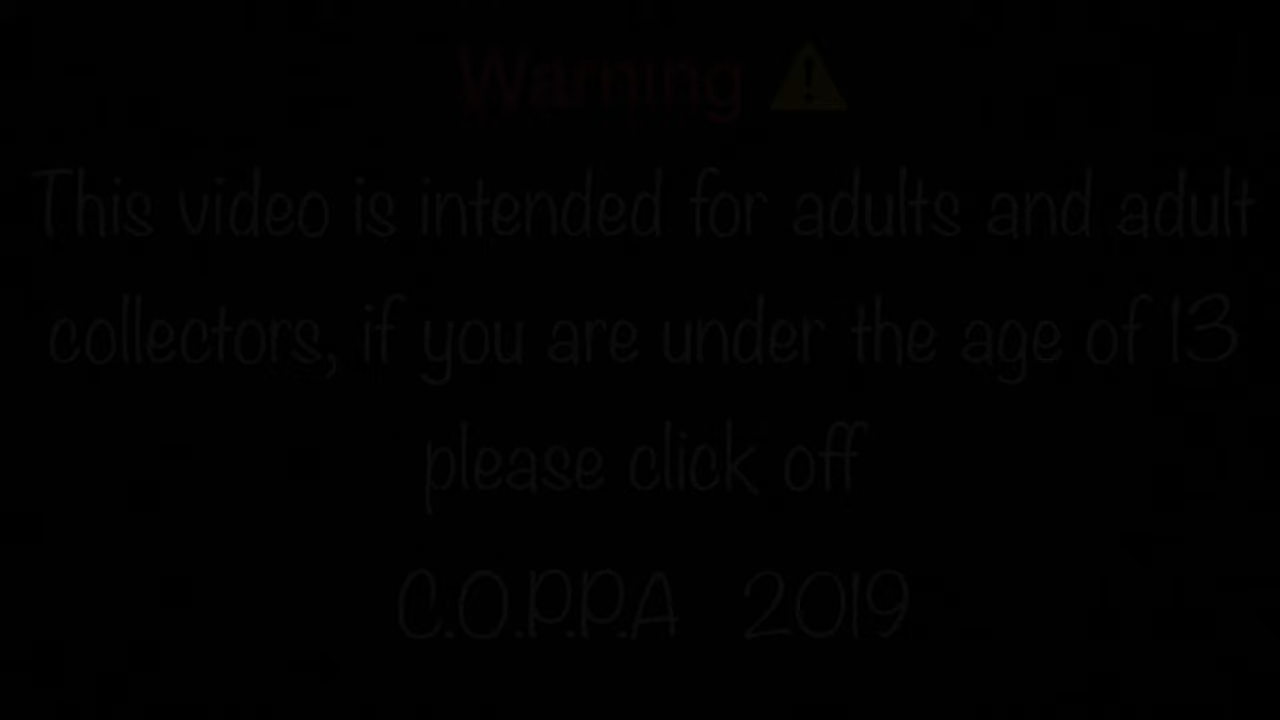 Warning ⚠
This video is intended for adults and adult
collectors, if you are under the age of 13
please click off
C.O.P.P.A 2019